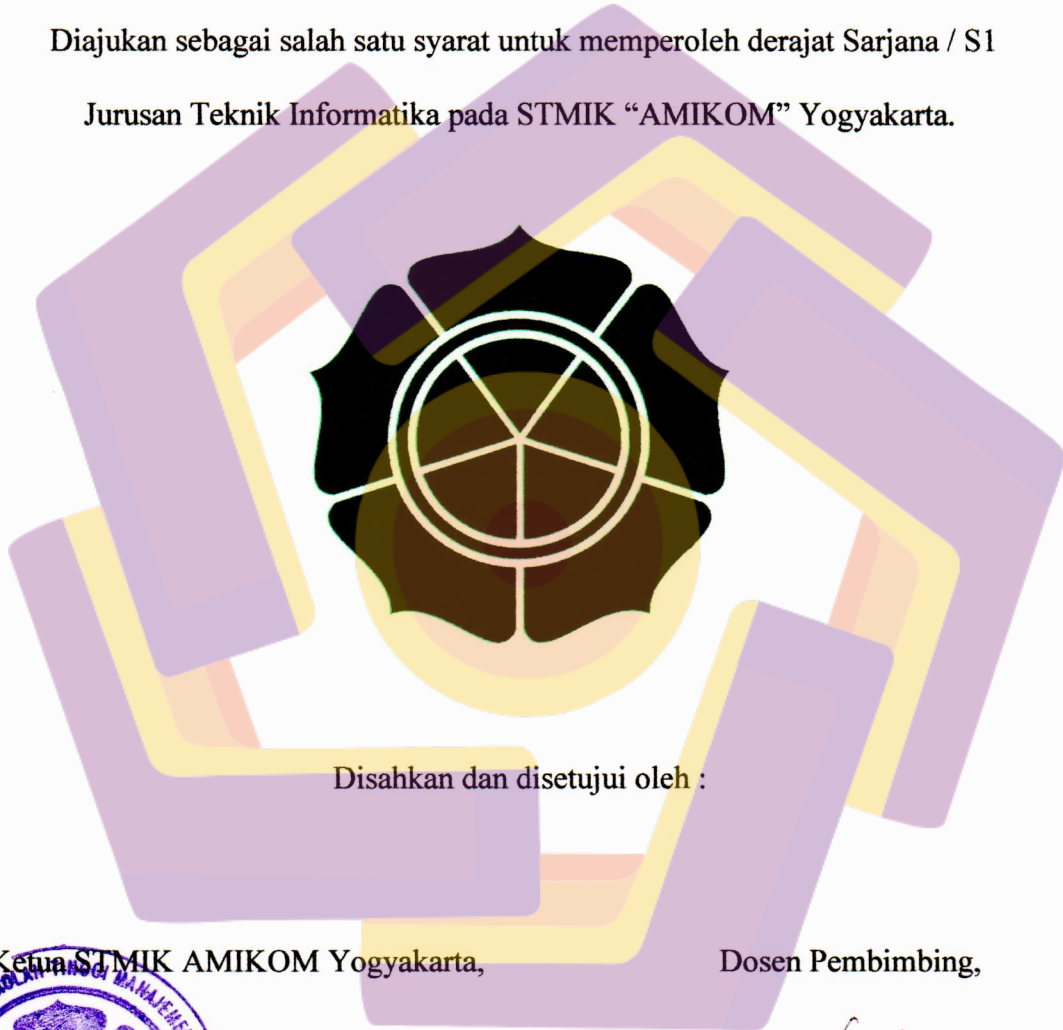 Diajukan sebagai salah satu syarat untuk memperoleh derajat Sarjana / S1
Jurusan Teknik Informatika pada STMIK “AMIKOM” Yogyakarta.
Disahkan dan disetujui oleh :
Ketua STMIK AMIKOM Yogyakarta,
Dosen Pembimbing,
TINGGI